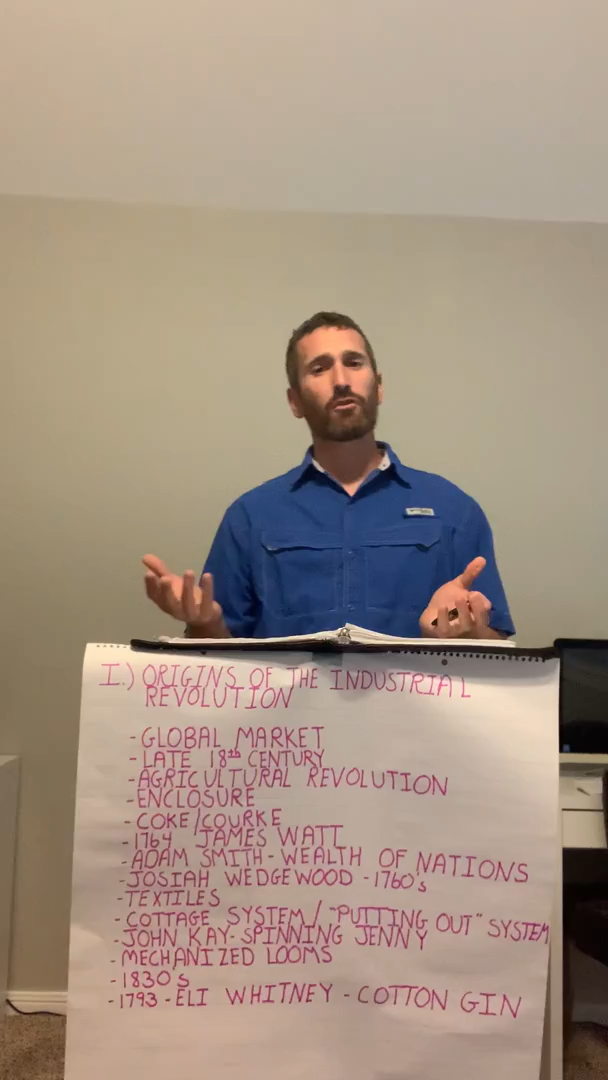 I.) ORIGINS OF THE INDUSTRIAL
REVOLUTION
- GLOBAL MARKET
- LATE 18th CENTURY
- AGRICULTURAL REVOLUTION
- ENCLOSURE
- COKE/COURKE
- 1764 JAMES WATT
- ADAM SMITH - WEALTH OF NATIONS
- JOSIAH WEDGEWOOD - 1760's
- TEXTILES
- COTTAGE SYSTEM / "PUTTING OUT" SYSTEM
- JOHN KAY - SPINNING JENNY
- MECHANIZED LOOMS
- 1830's
- 1793 - ELI WHITNEY - COTTON GIN